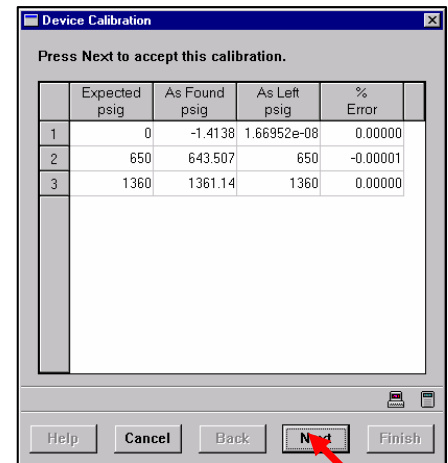 Device Calibration
Press Next to accept this calibration.
Expected psig As Found psig As Left psig % Error
1 0 -1.4138 1.66952e-08 0.00000
2 650 643.507 650 -0.00001
3 1360 1361.14 1360 0.00000
Help Cancel Back Next Finish